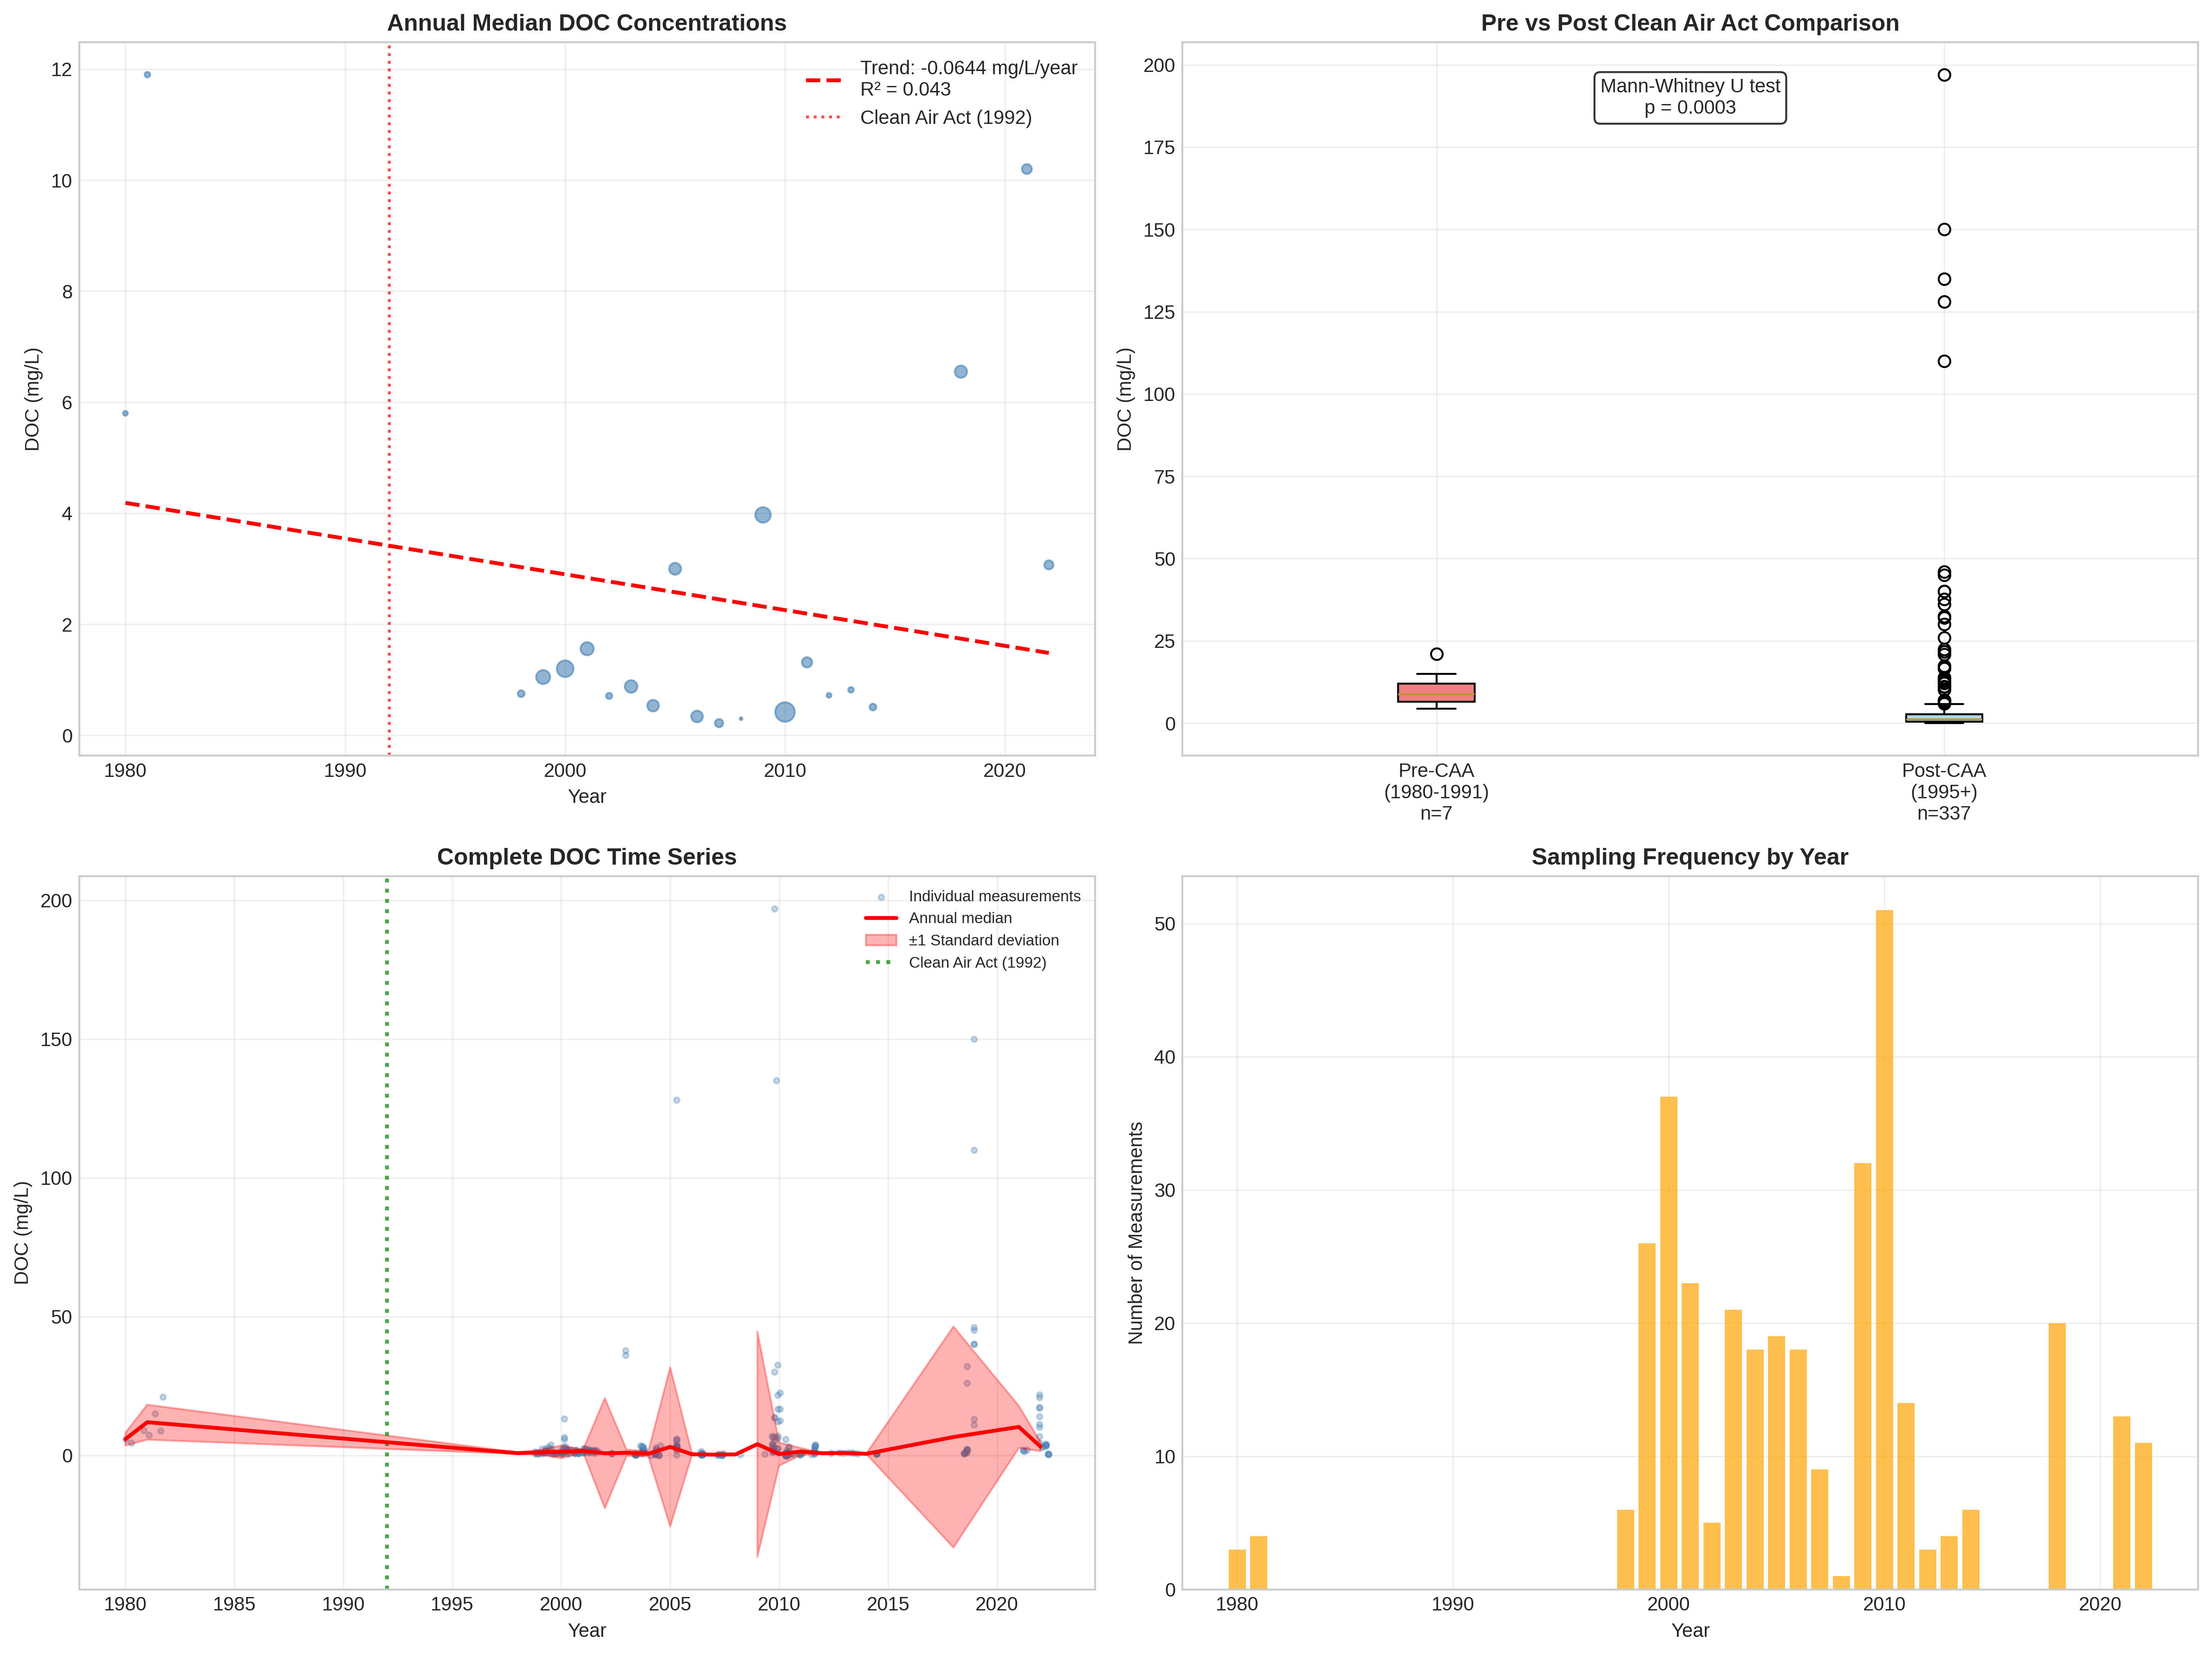 Annual Median DOC Concentrations
12
10
8
6
4
2
0
DOC (mg/L)
Trend: -0.0644 mg/L/year
R² = 0.043
Clean Air Act (1992)
1980
1990
2000
2010
2020
Year
Pre vs Post Clean Air Act Comparison
200
175
150
125
100
75
50
25
0
DOC (mg/L)
Mann-Whitney U test
p = 0.0003
Pre-CAA
(1980-1991)
n=7
Post-CAA
(1995+)
n=337
Complete DOC Time Series
200
150
100
50
0
DOC (mg/L)
Individual measurements
Annual median
±1 Standard deviation
Clean Air Act (1992)
1980
1985
1990
1995
2000
2005
2010
2015
2020
Year
Sampling Frequency by Year
50
40
30
20
10
0
Number of Measurements
1980
1990
2000
2010
2020
Year